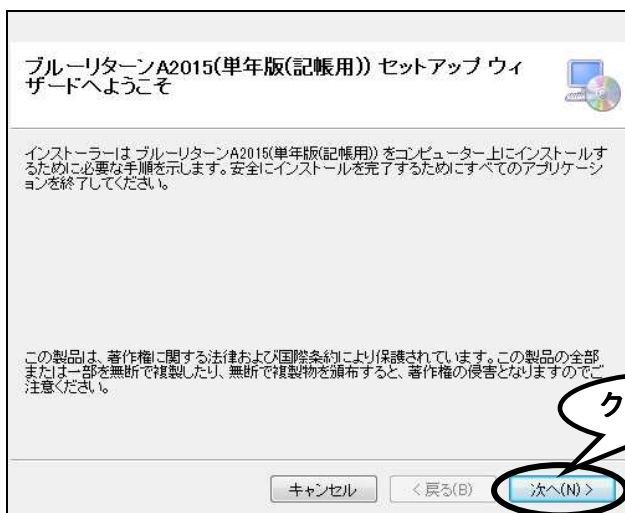 ブルーリターンA2015(単年版(記帳用)) セットアップ ウィ
ザードへようこそ
インストーラーは ブルーリターンA2015(単年版(記帳用)) をコンピューター上にインストールす
るために必要な手順を示します。安全にインストールを完了するためにすべてのアプリケーシ
ョンを終了してください。
この製品は、著作権に関する法律および国際条約により保護されています。この製品の全部
または一部を無断で複製したり、無断で複製物を頒布すると、著作権の侵害となりますのでご
注意ください。
ク
キャンセル
< 戻る(B)
次へ(N) >